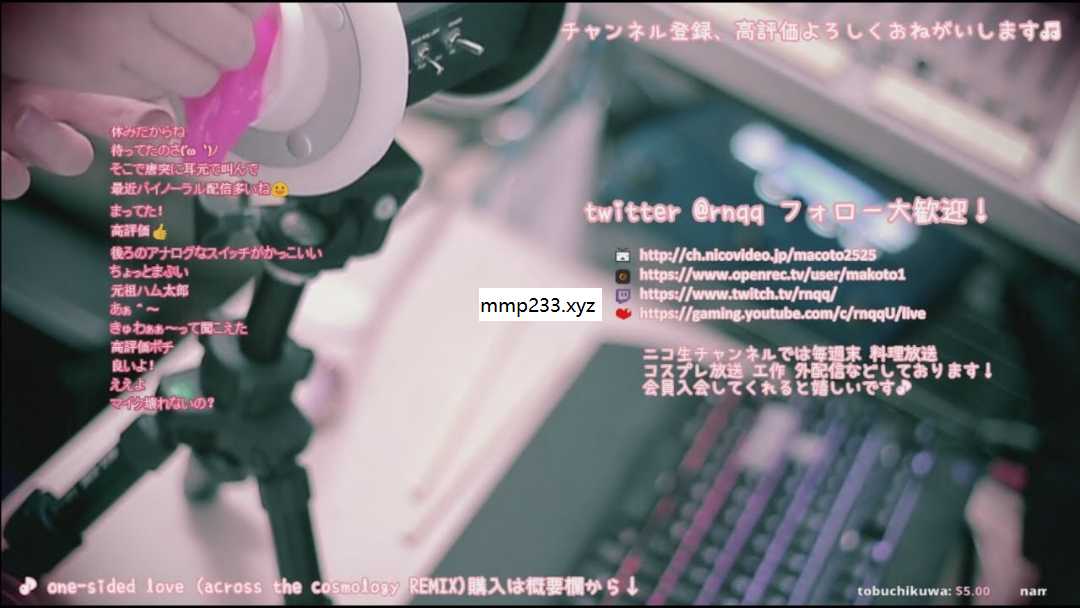 チャンネル登録、高評価よろしくおねがいします♫
休みだからね
待ってたのさ('ω`)ノ
そこで唐突に耳元で叫んで
最近バイノーラル配信多いね🙂
まってた！
高評価👍
後ろのアナログなスイッチがかっこいい
ちょっとまぶい
元祖ハム太郎
あぁ＾～
きゅわぁぁ～って聞こえた
高評価ポチ
良いよ！
ええよ
マイク壊れないの？
twitter @rnqq フォロー大歓迎！
http://ch.nicovideo.jp/macoto2525
https://www.openrec.tv/user/makoto1
https://www.twitch.tv/rnqq/
https://gaming.youtube.com/c/rnqqU/live
mmp233.xyz
ニコ生チャンネルでは毎週末 料理放送
コスプレ放送 工作 外配信などしております！
会員入会してくれると嬉しいです♪
♪ one-sided love (across the cosmology REMIX)購入は概要欄から↓
tobuchikuwa: $5.00